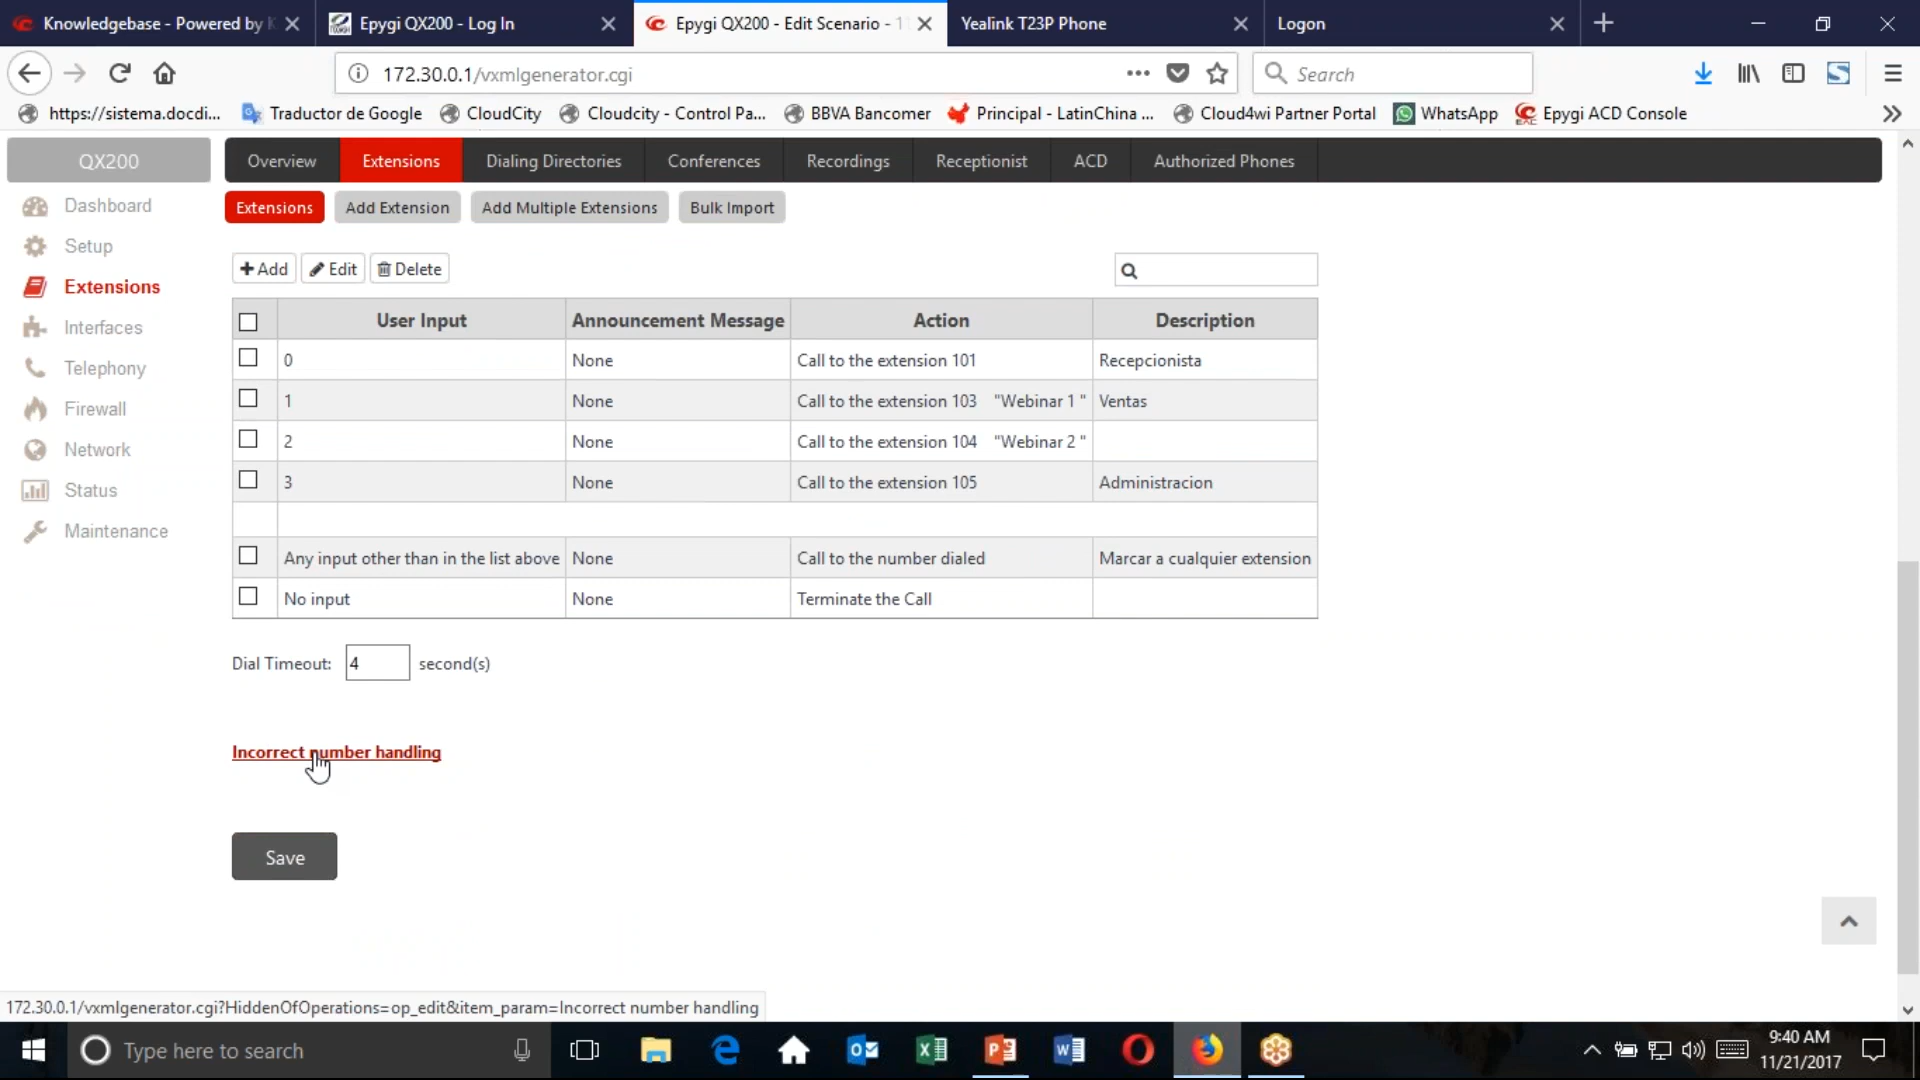 Knowledgebase - Powered by K
Epygi QX200 - Log In
Epygi QX200 - Edit Scenario -
Yealink T23P Phone
Logon
172.30.0.1/vxmlgenerator.cgi
Search
https://sistema.docdi...
Traductor de Google
CloudCity
Cloudcity - Control Pa...
BBVA Bancomer
Principal - LatinChina ...
Cloud4wi Partner Portal
WhatsApp
Epygi ACD Console
QX200
Overview
Extensions
Dialing Directories
Conferences
Recordings
Receptionist
ACD
Authorized Phones
Dashboard
Setup
Extensions
Interfaces
Telephony
Firewall
Network
Status
Maintenance
Extensions
Add Extension
Add Multiple Extensions
Bulk Import
Add
Edit
Delete
User Input Announcement Message Action Description
0 None Call to the extension 101 Recepcionista
1 None Call to the extension 103 "Webinar 1 " Ventas
2 None Call to the extension 104 "Webinar 2 "
3 None Call to the extension 105 Administracion
Any input other than in the list above None Call to the number dialed Marcar a cualquier extension
No input None Terminate the Call
Dial Timeout: 4 second(s)
Incorrect number handling
Save
172.30.0.1/vxmlgenerator.cgi?HiddenOfOperations=op_edit&item_param=Incorrect number handling
Type here to search
9:40 AM
11/21/2017